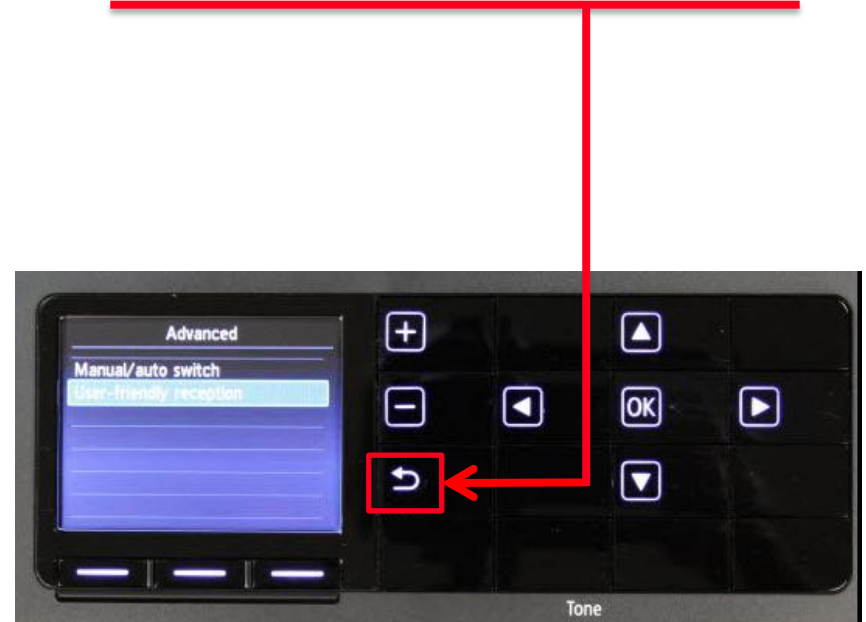 Advanced
Manual/auto switch
User-friendly reception
OK
Tone